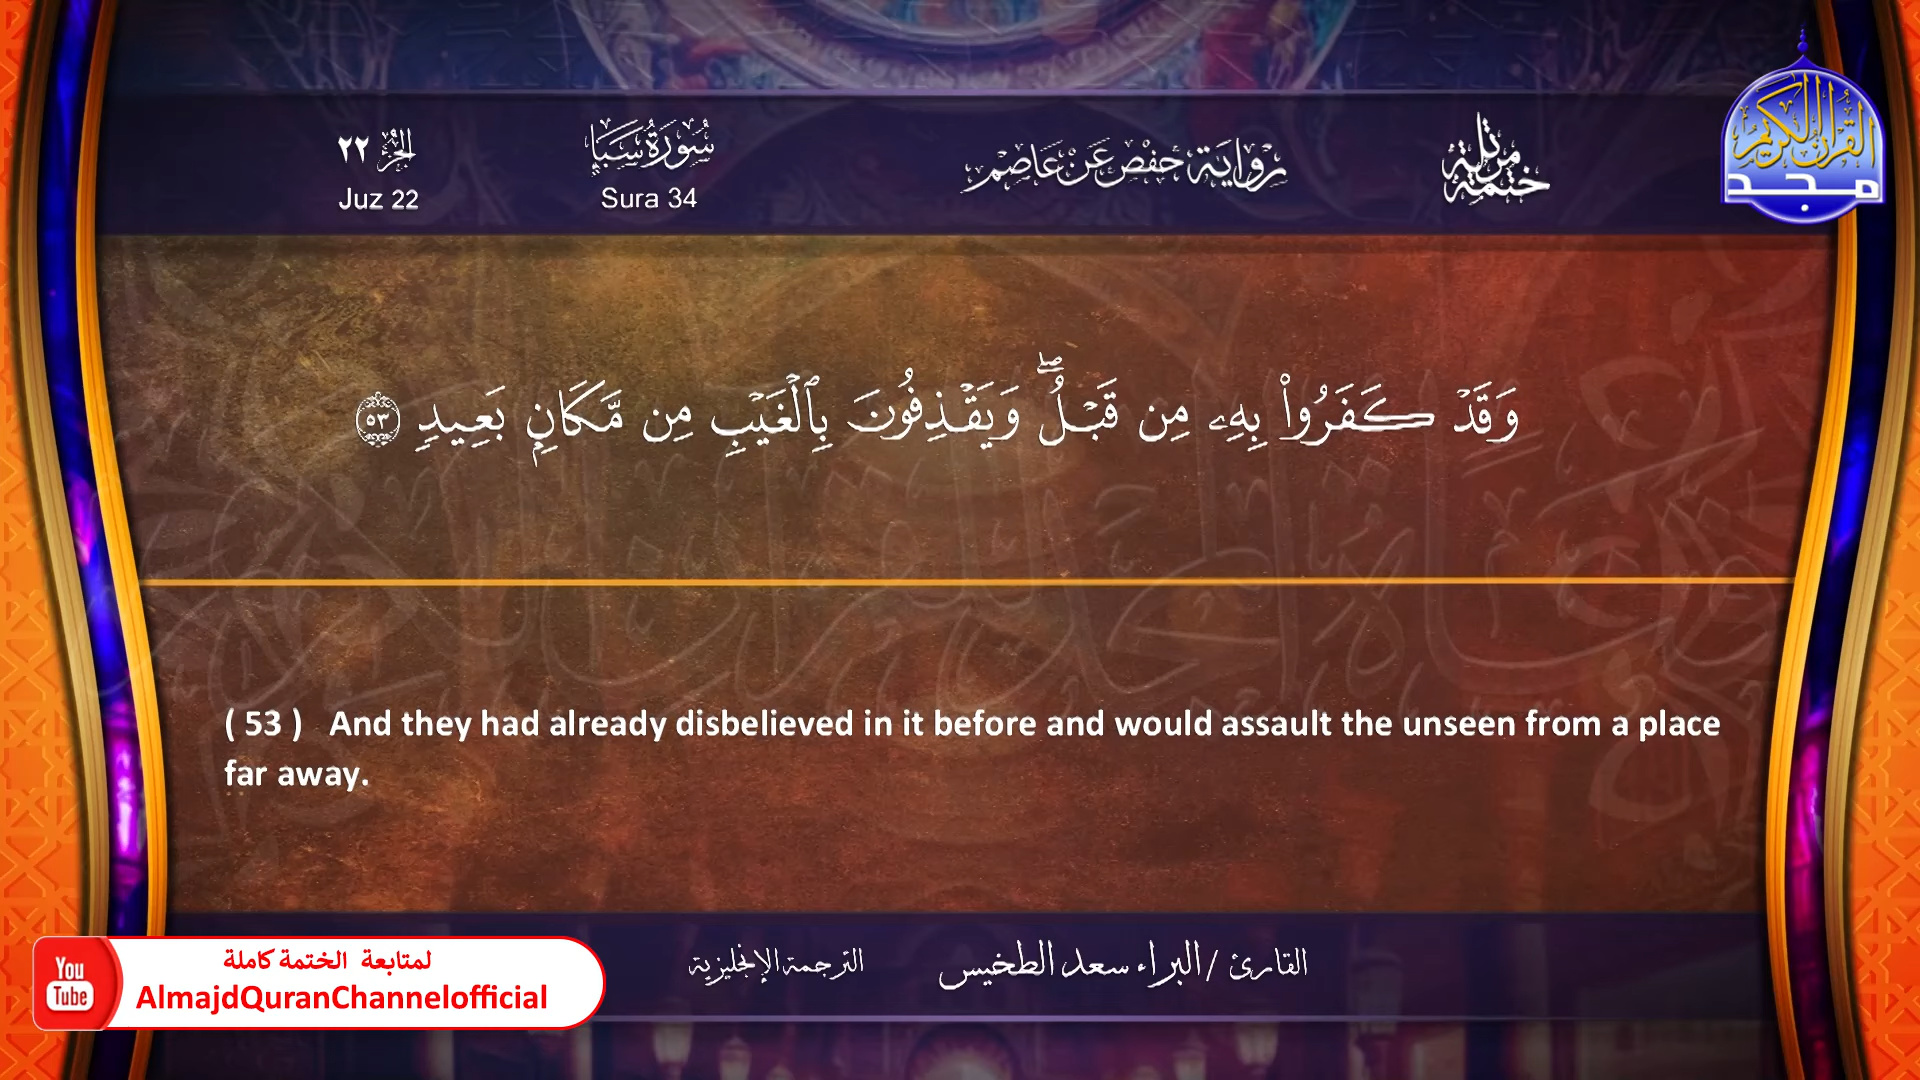 ختمة مرتلة
رواية حفص عن عاصم
سُورَةُ سَبَإٍ
Sura 34
الجزء ٢٢
Juz 22
القرآن الكريم
مجد
وَقَدۡ كَفَرُواْ بِهِۦ مِن قَبۡلُۖ وَيَقۡذِفُونَ بِٱلۡغَيۡبِ مِن مَّكَانِۭ بَعِيدٖ ٥٣
( 53 ) And they had already disbelieved in it before and would assault the unseen from a place
far away.
القارئ / البراء سعد الطخيس
الترجمة الإنجليزية
You
Tube
لمتابعة الختمة كاملة
AlmajdQuranChannelofficial